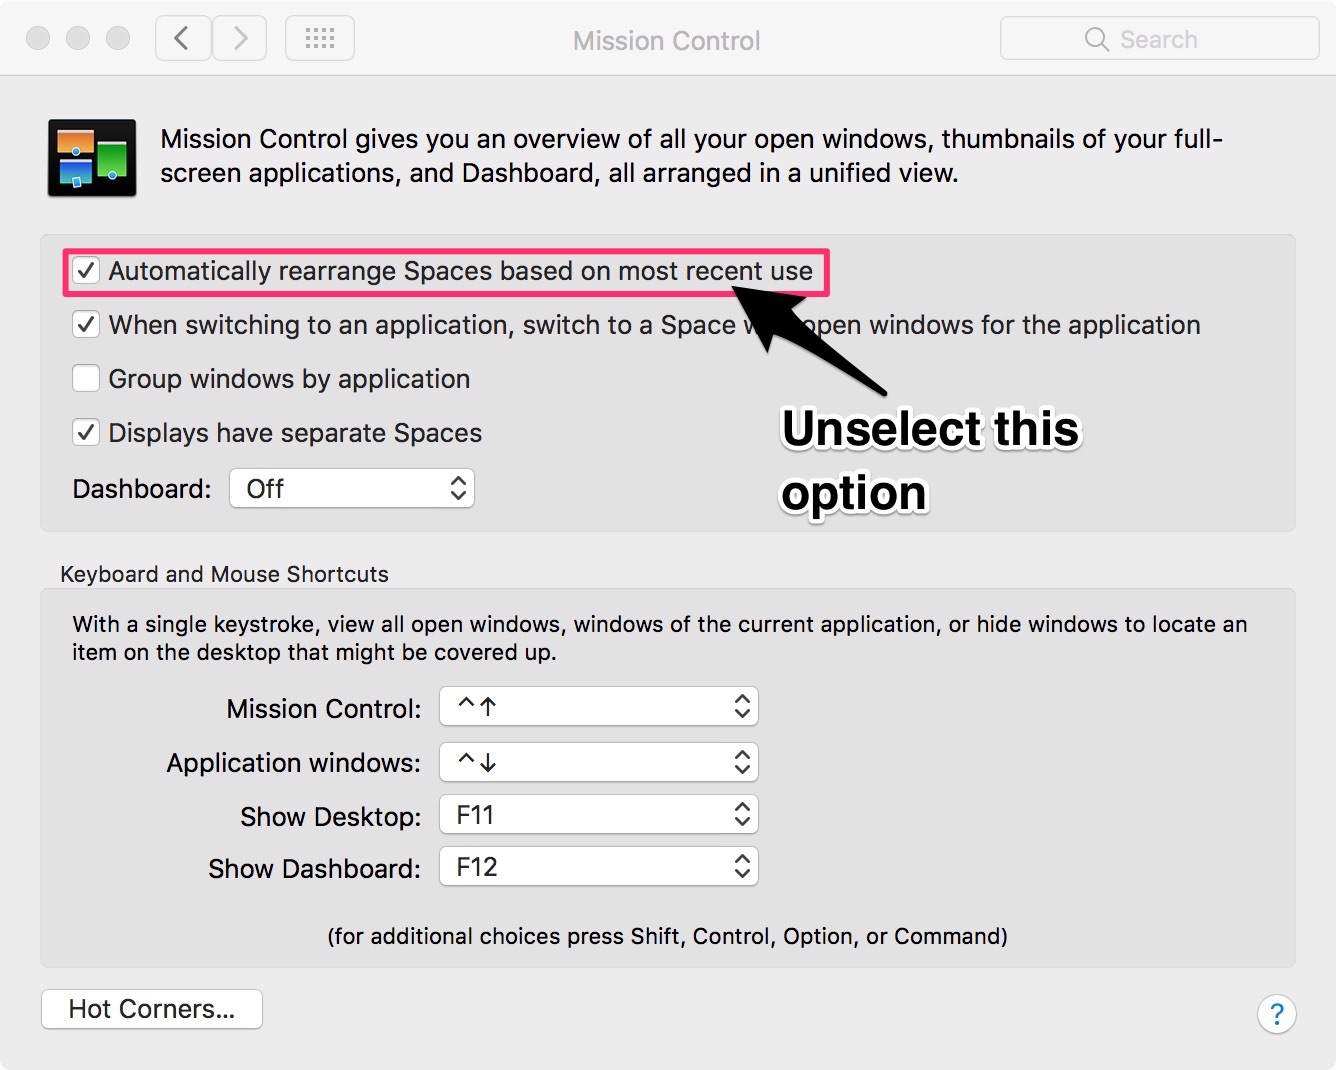 Mission Control
Search
Mission Control gives you an overview of all your open windows, thumbnails of your full-
screen applications, and Dashboard, all arranged in a unified view.
✓ Automatically rearrange Spaces based on most recent use
✓ When switching to an application, switch to a Space open windows for the application
Group windows by application
✓ Displays have separate Spaces
Unselect this
option
Dashboard: Off
Keyboard and Mouse Shortcuts
With a single keystroke, view all open windows, windows of the current application, or hide windows to locate an
item on the desktop that might be covered up.
Mission Control: ^↑
Application windows: ^↓
Show Desktop: F11
Show Dashboard: F12
(for additional choices press Shift, Control, Option, or Command)
Hot Corners...
?